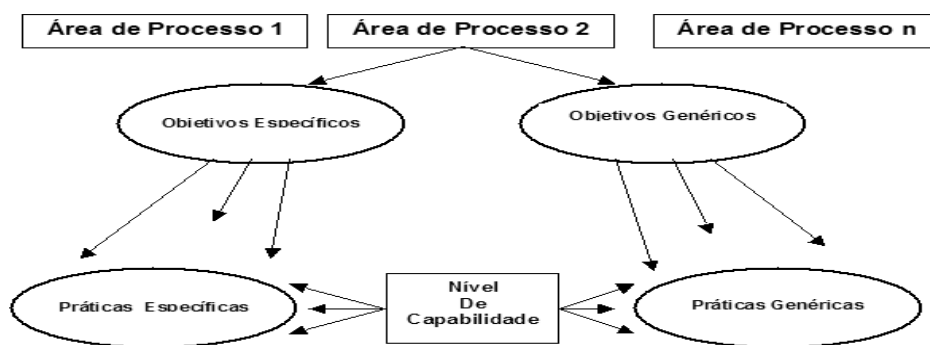 Área de Processo 1
Área de Processo 2
Área de Processo n
Objetivos Específicos
Objetivos Genéricos
Práticas Específicas
Nível
De
Capabilidade
Práticas Genéricas